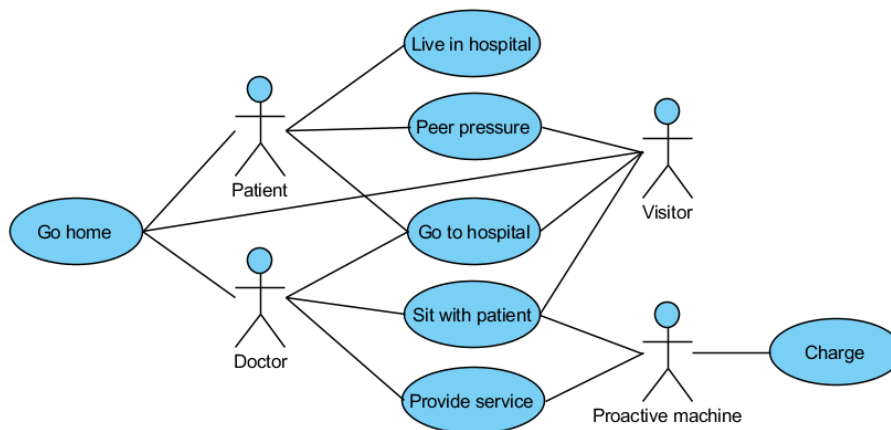 Live in hospital
Peer pressure
Patient
Visitor
Go home
Go to hospital
Sit with patient
Doctor
Charge
Provide service
Proactive machine